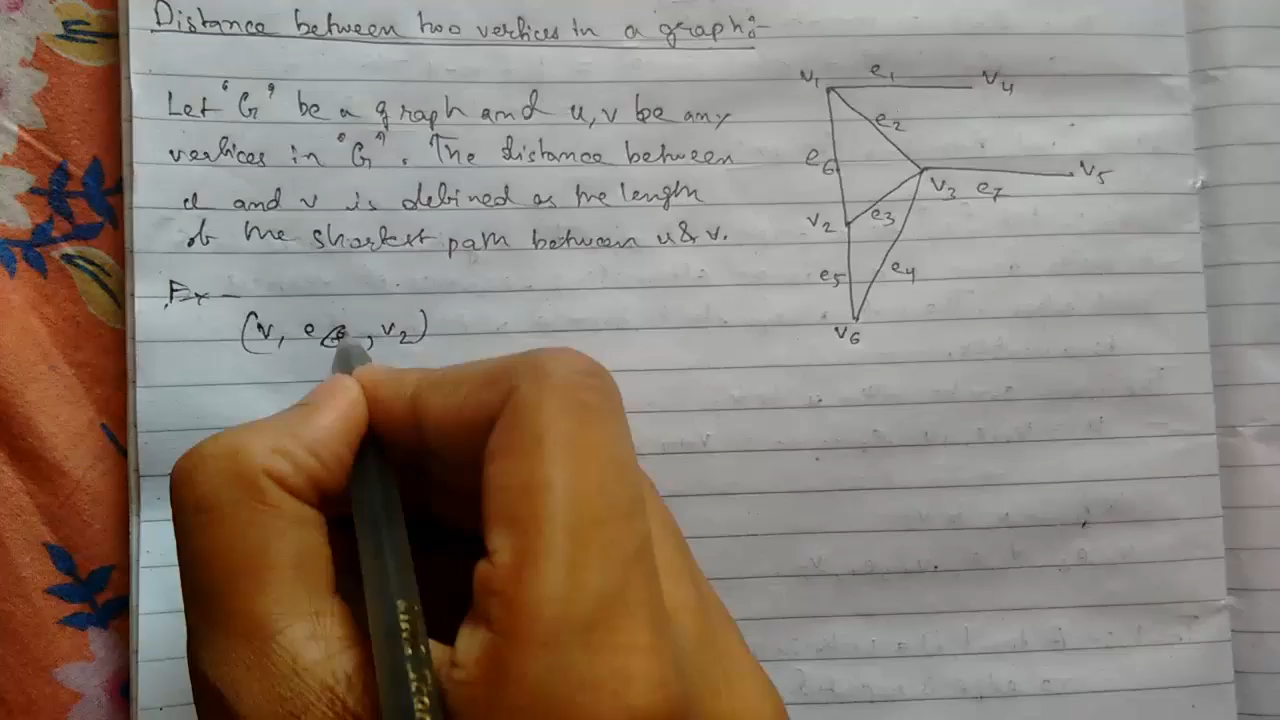 Distance between two vertices in a graph:-
Let "G" be a graph and u, v be any
vertices in "G". The distance between
u and v is defined as the length
of the shortest path between u & v.
Ex -
(v, e , v2)
v1 e1 v4
e2
e6
v3 e7 v5
v2 e3
e5 e4
v6